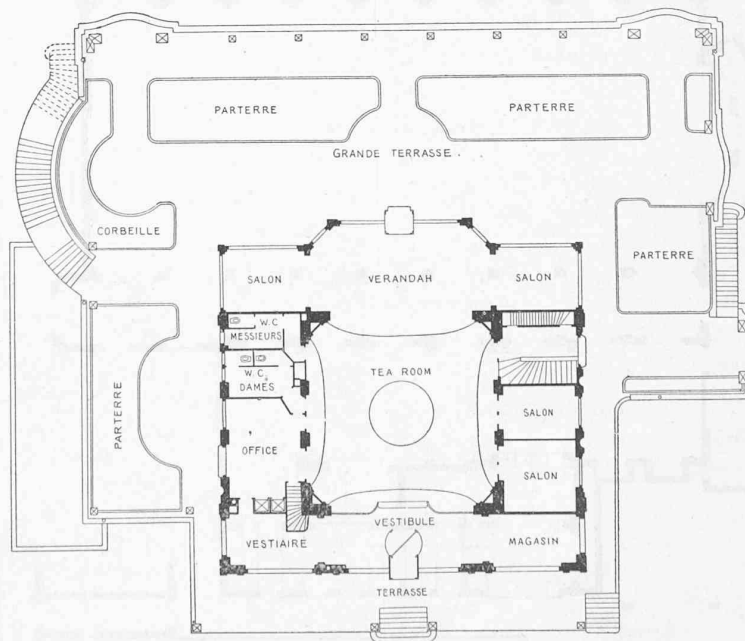 PARTERRE
PARTERRE
GRANDE TERRASSE.
CORBEILLE
PARTERRE
SALON
VERANDAH
SALON
W.C
MESSIEURS
W.C.
DAMES
TEA ROOM
PARTERRE
SALON
OFFICE
SALON
VESTIBULE
VESTIAIRE
MAGASIN
TERRASSE